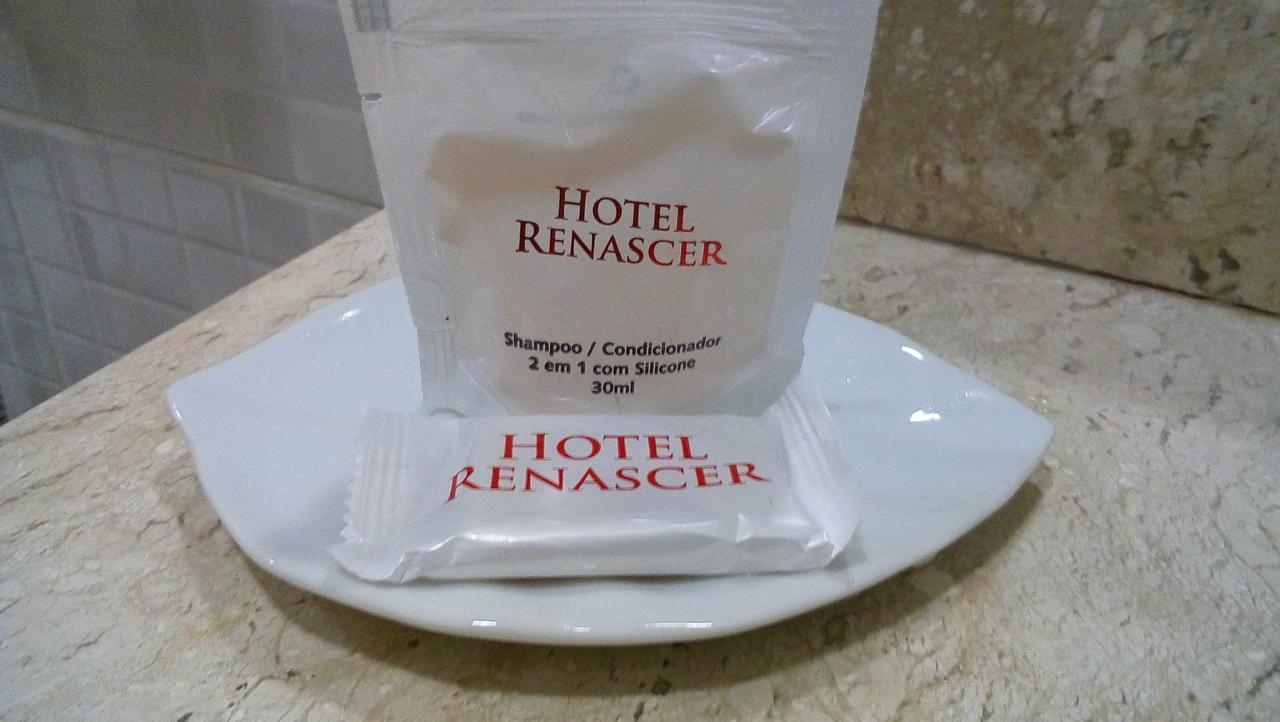 HOTEL
RENASCER
Shampoo / Condicionador
2 em 1 com Silicone
30ml
HOTEL
RENASCER